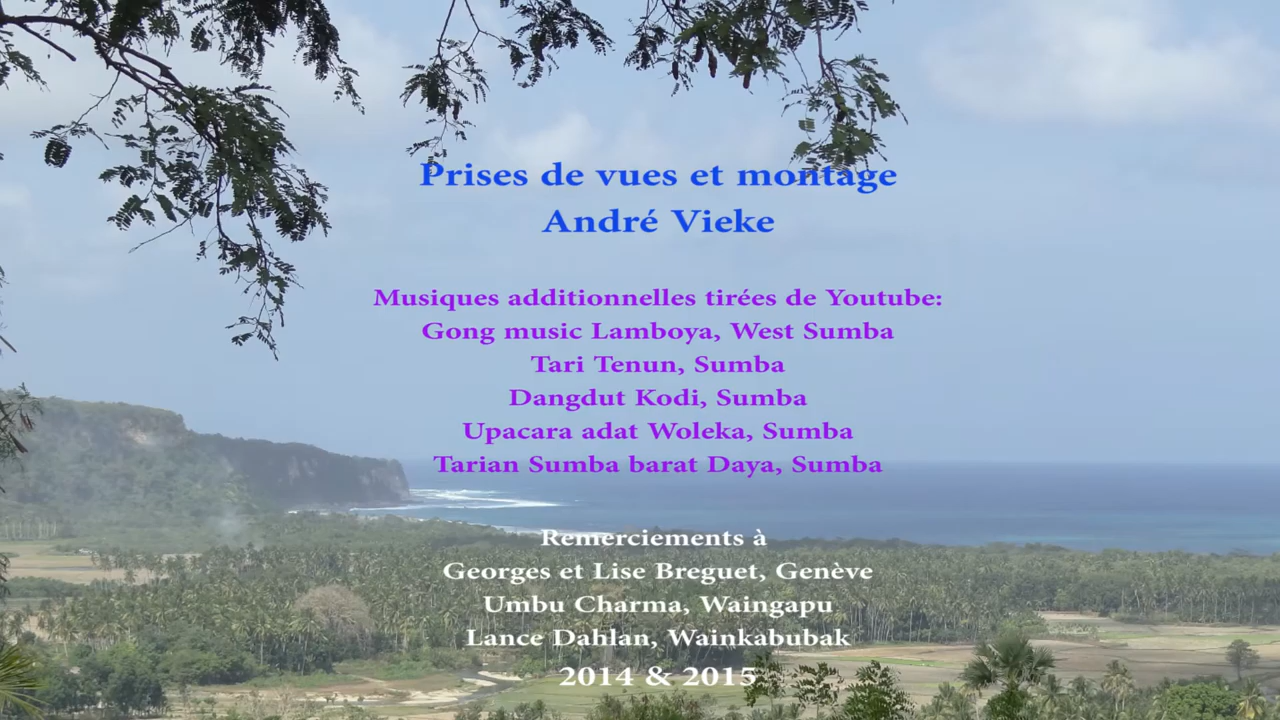 Prises de vues et montage
André Vieke
Musiques additionnelles tirées de Youtube:
Gong music Lamboya, West Sumba
Tari Tenun, Sumba
Dangdut Kodi, Sumba
Upacara adat Woleka, Sumba
Tarian Sumba barat Daya, Sumba
Remerciements à
Georges et Lise Breguet, Genève
Umbu Charma, Waingapu
Lance Dahlan, Wainkabubak
2014 & 2015